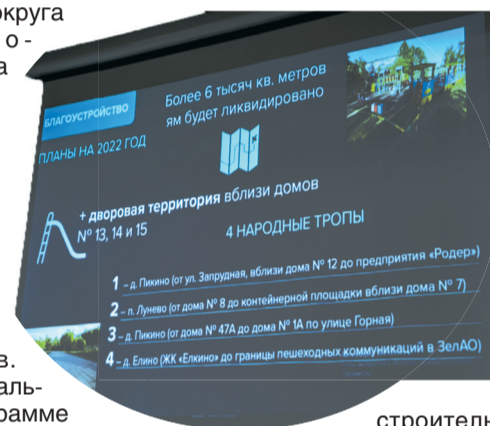 округа
о-
а
БЛАГОУСТРОЙСТВО
Более 6 тысяч кв. метров
ям будет ликвидировано
ПЛАНЫ НА 2022 ГОД
+ дворовая территория вблизи домов
№ 13, 14 и 15
4 НАРОДНЫЕ ТРОПЫ
1 – д. Пикино (от ул. Запрудная, вблизи дома № 12 до предприятия «Родер»)
2 – п. Лунево (от дома № 8 до контейнерной площадки вблизи дома № 7)
3 – д. Пикино (от дома № 47А до дома № 1А по улице Горная)
4 – д. Елино (ЖК «Елкино» до границы пешеходных коммуникаций в ЗелАО)
в.
аль-
рамме
строитель